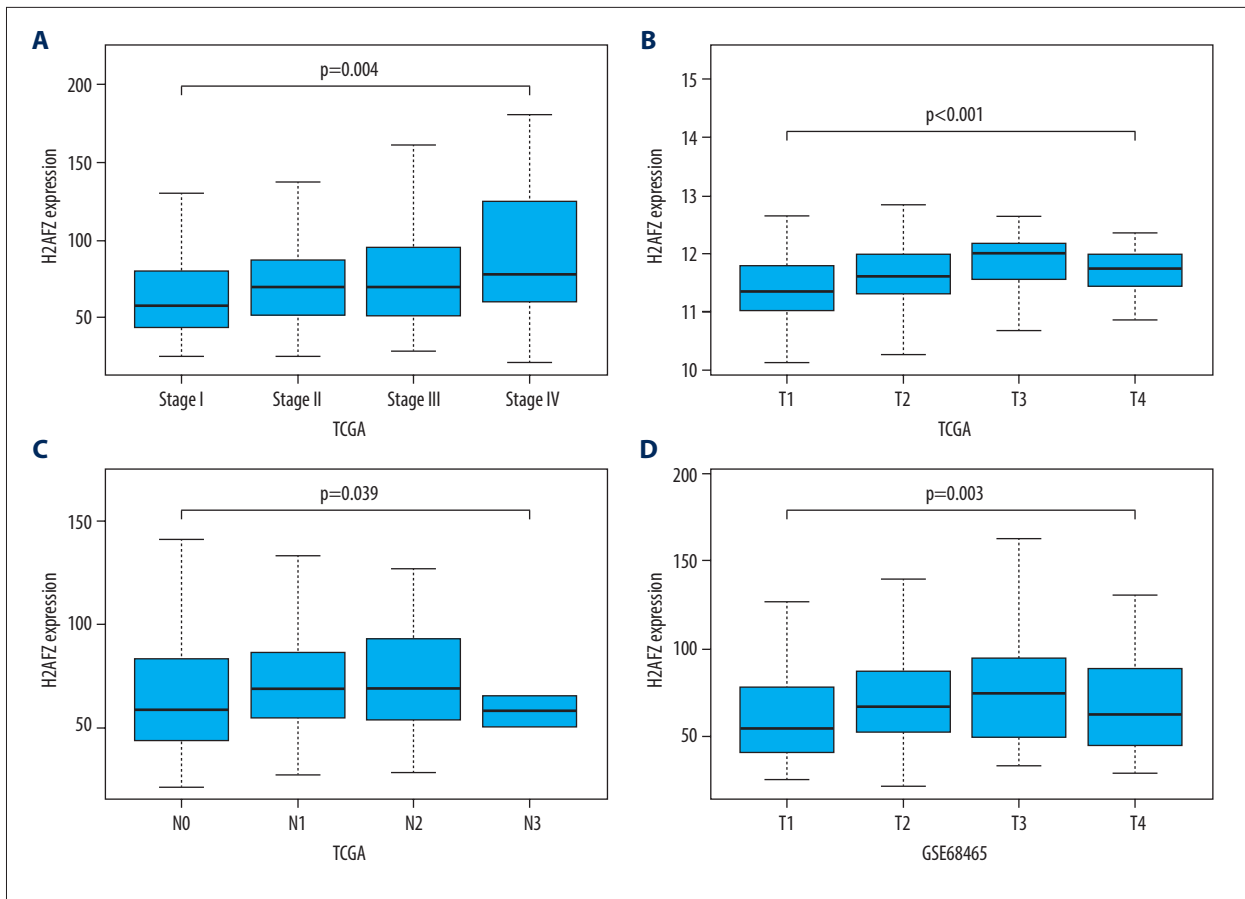 A
p=0.004
H2AFZ expression
200
150
100
50
Stage I Stage II Stage III Stage IV
TCGA
B
p<0.001
H2AFZ expression
15
14
13
12
11
10
T1 T2 T3 T4
TCGA
C
p=0.039
H2AFZ expression
150
100
50
N0 N1 N2 N3
TCGA
D
p=0.003
H2AFZ expression
200
150
100
50
T1 T2 T3 T4
GSE68465